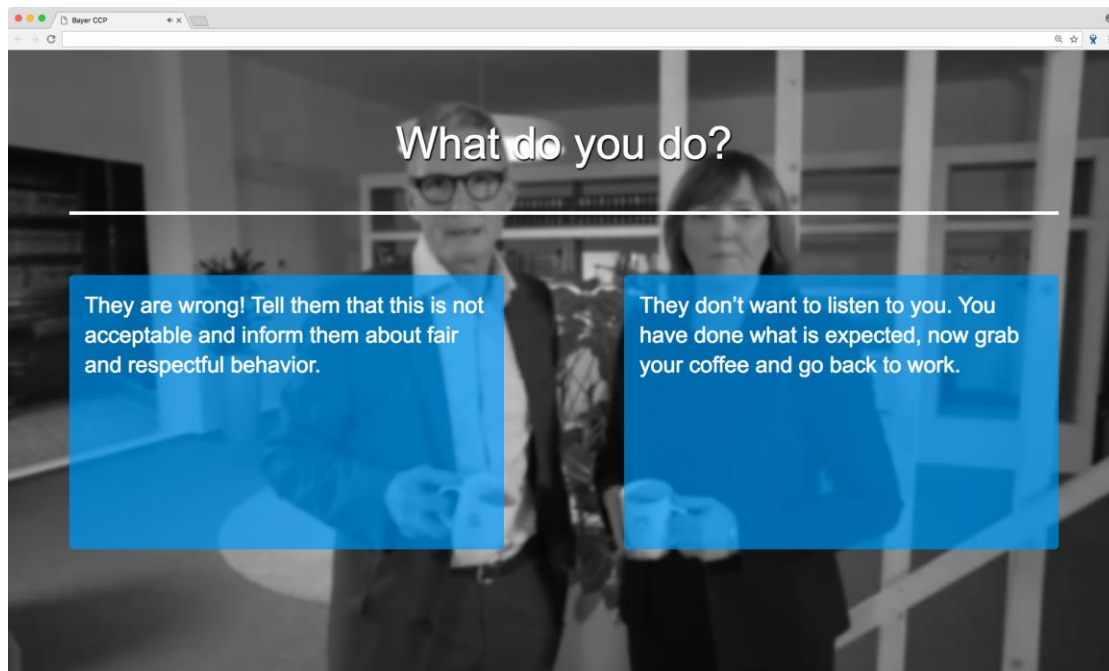 Bayer CCP
What do you do?
They are wrong! Tell them that this is not
acceptable and inform them about fair
and respectful behavior.
They don’t want to listen to you. You
have done what is expected, now grab
your coffee and go back to work.